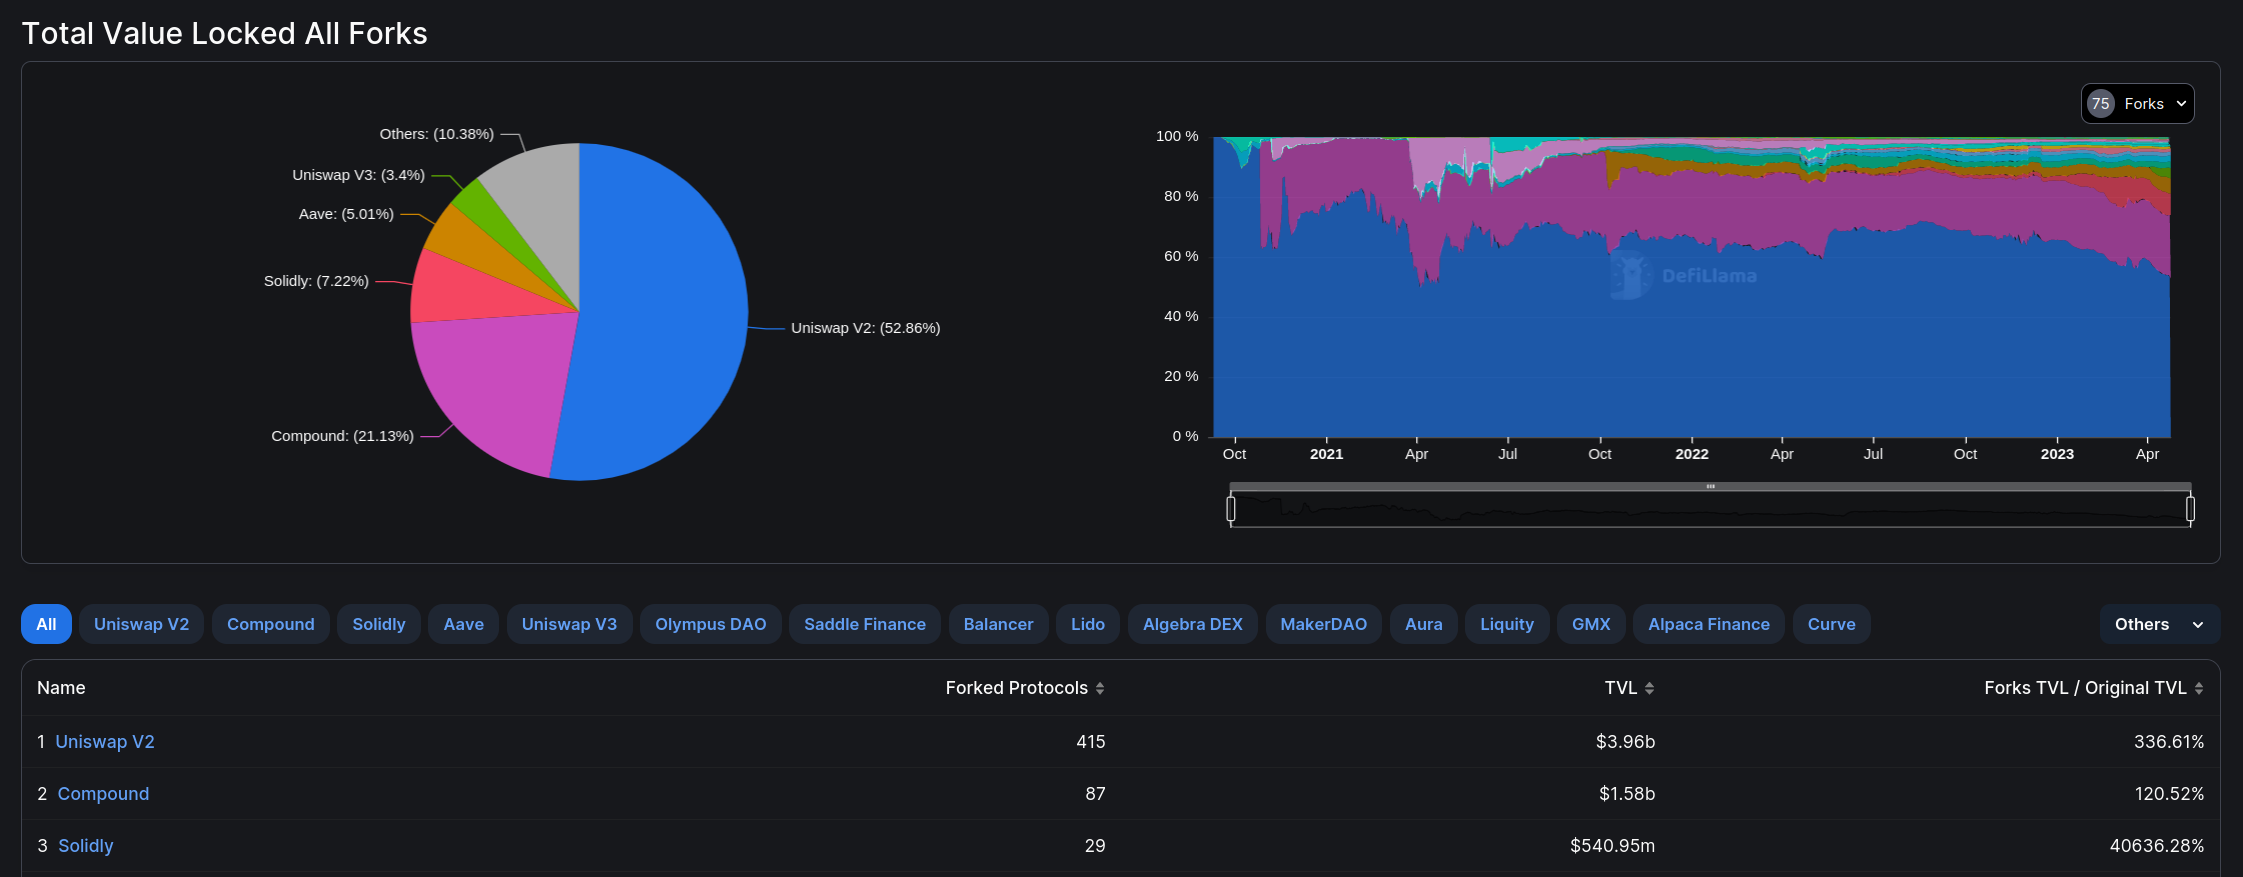 Total Value Locked All Forks
75 Forks
Others: (10.38%)
Uniswap V3: (3.4%)
Aave: (5.01%)
Solidly: (7.22%)
Compound: (21.13%)
Uniswap V2: (52.86%)
100 %
80 %
60 %
40 %
20 %
0 %
DefiLlama
Oct 2021 Apr Jul Oct 2022 Apr Jul Oct 2023 Apr
All Uniswap V2 Compound Solidly Aave Uniswap V3 Olympus DAO Saddle Finance Balancer Lido Algebra DEX MakerDAO Aura Liquity GMX Alpaca Finance Curve Others
Name Forked Protocols TVL Forks TVL / Original TVL
1 Uniswap V2 415 $3.96b 336.61%
2 Compound 87 $1.58b 120.52%
3 Solidly 29 $540.95m 40636.28%